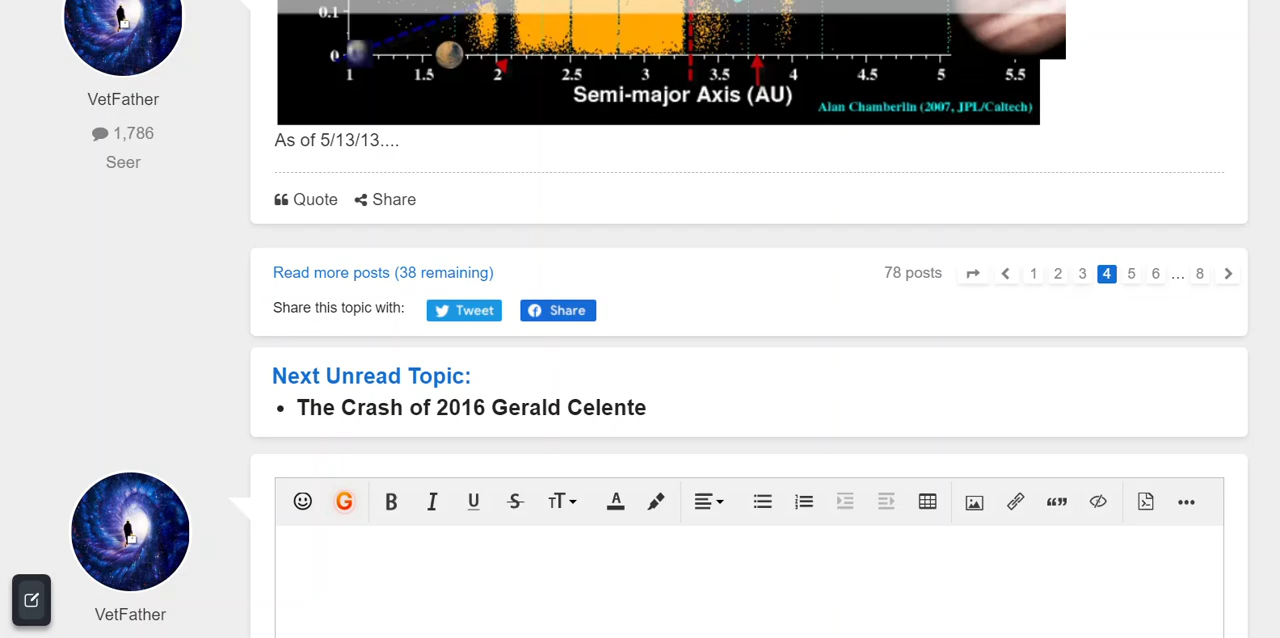 0.1
0
1 1.5 2 2.5 3 3.5 4 4.5 5 5.5
Semi-major Axis (AU)
Alan Chamberlin (2007, JPL/Caltech)
VetFather
1,786
Seer
As of 5/13/13....
Quote Share
Read more posts (38 remaining)
78 posts 1 2 3 4 5 6 ... 8
Share this topic with: Tweet Share
Next Unread Topic:
• The Crash of 2016 Gerald Celente
G B I U S TT A
VetFather